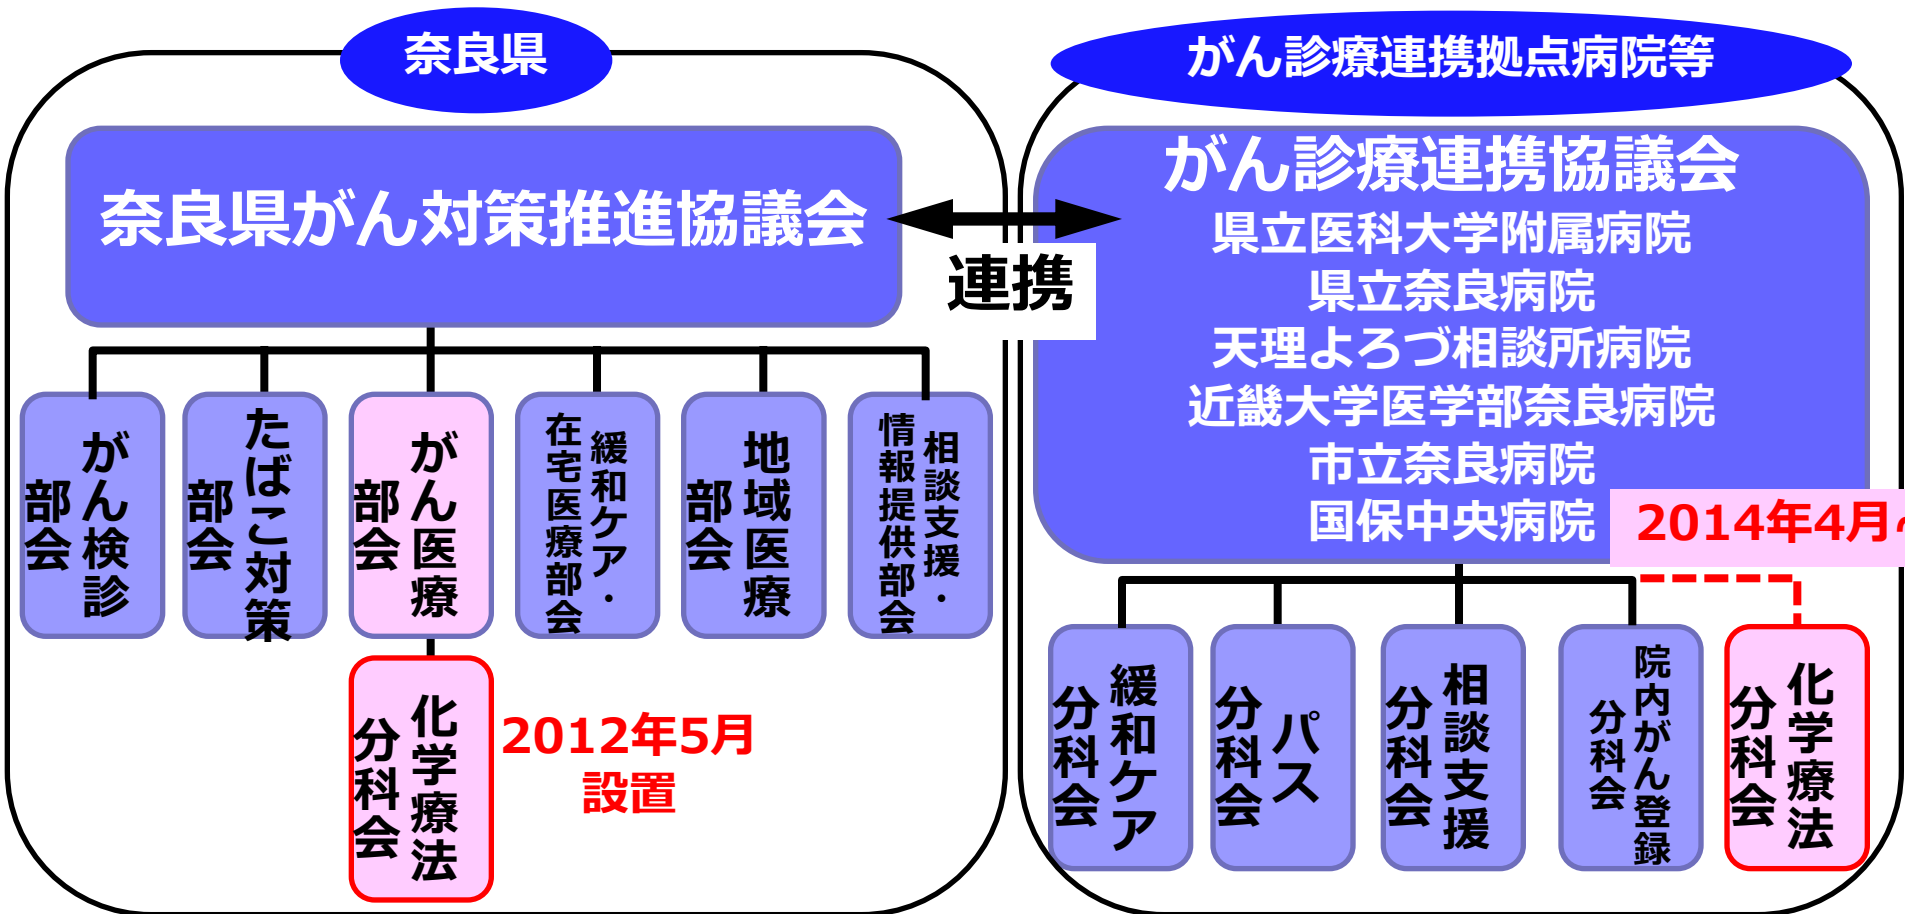 奈良県
奈良県がん対策推進協議会
がん検診
部会
たばこ対策
部会
がん医療
部会
緩和ケア・
在宅医療部会
地域医療
部会
相談支援・
情報提供部会
化学療法
分科会
2012年5月
設置
連携
がん診療連携拠点病院等
がん診療連携協議会
県立医科大学附属病院
県立奈良病院
天理よろづ相談所病院
近畿大学医学部奈良病院
市立奈良病院
国保中央病院
2014年4月～
緩和ケア
分科会
パス
分科会
相談支援
分科会
院内がん登録
分科会
化学療法
分科会